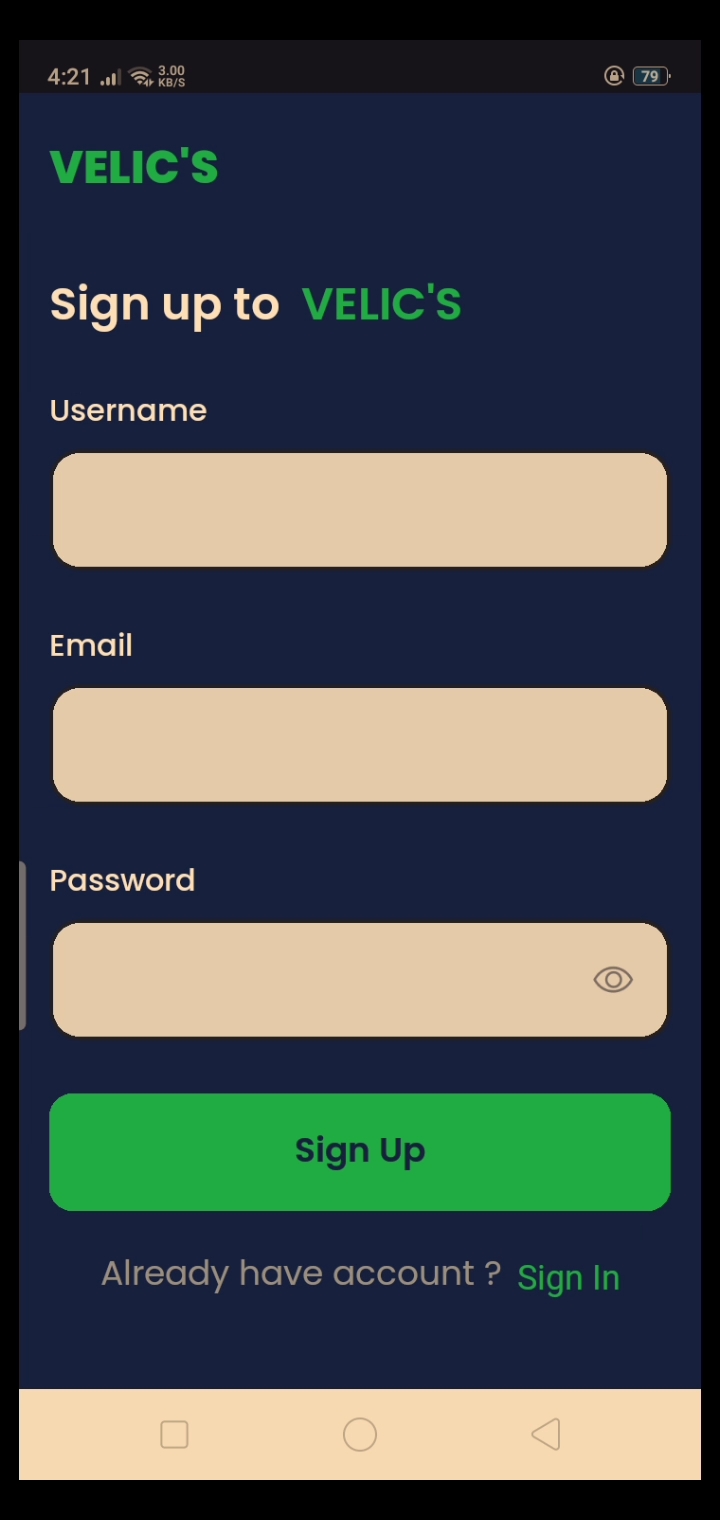 4:21 3.00 KB/S 79
VELIC'S
Sign up to VELIC'S
Username
Email
Password
Sign Up
Already have account ? Sign In